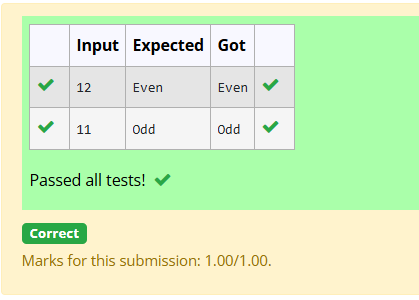 Input Expected Got
12 Even Even
11 Odd Odd
Passed all tests!
Correct
Marks for this submission: 1.00/1.00.